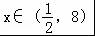 x∈ (1/2, 8)